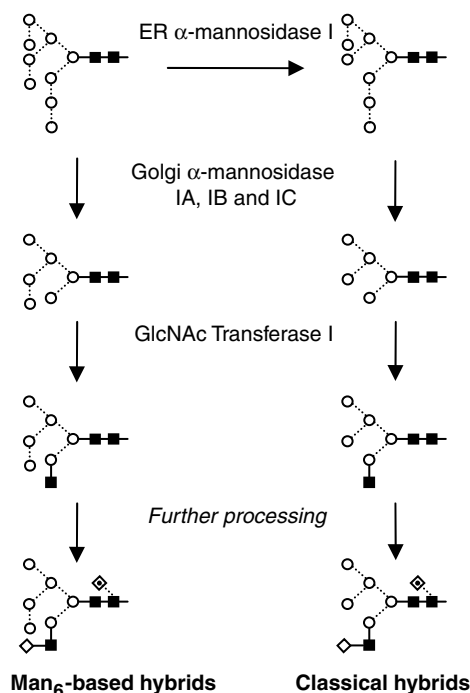 ER α-mannosidase I
Golgi α-mannosidase
IA, IB and IC
GlcNAc Transferase I
Further processing
Man₆-based hybrids
Classical hybrids